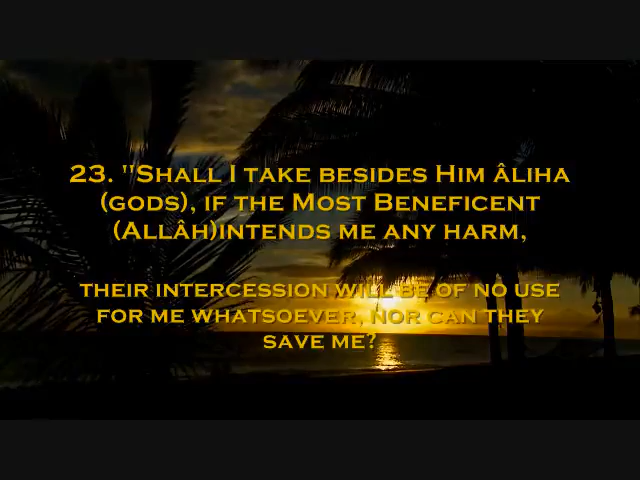 23. "Shall I take besides Him âliha
(gods), if the Most Beneficent
(Allâh)intends me any harm,
their intercession will be of no use
for me whatsoever, nor can they
save me?